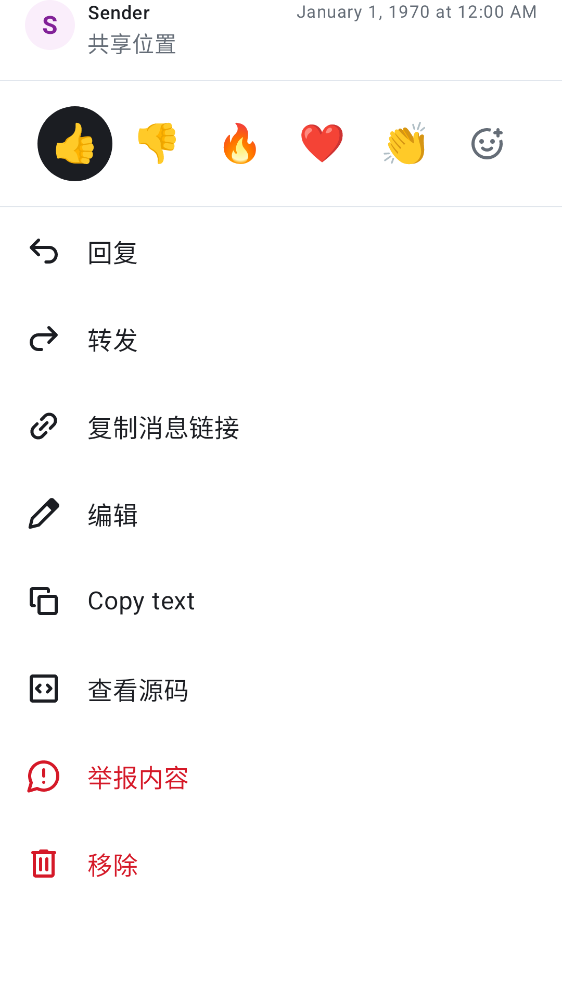 S
Sender
January 1, 1970 at 12:00 AM
共享位置
回复
转发
复制消息链接
编辑
Copy text
查看源码
举报内容
移除